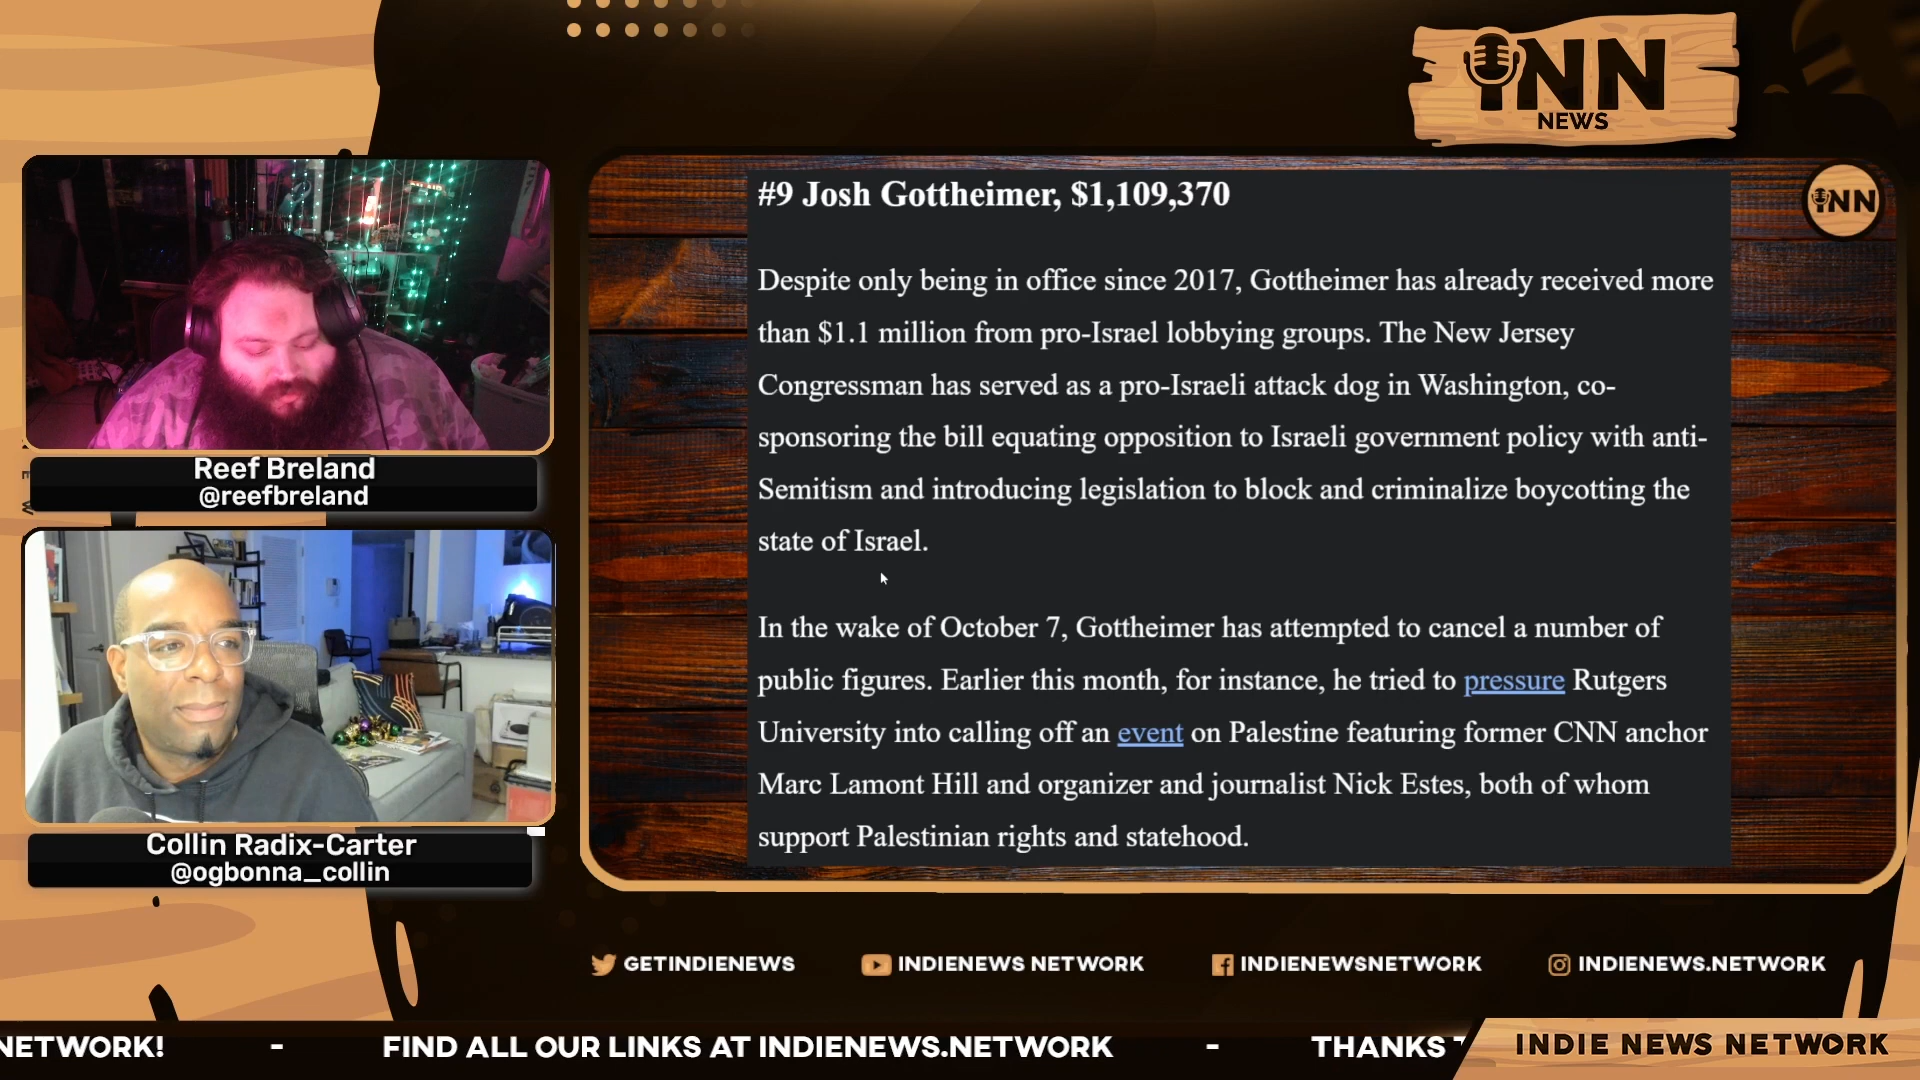 iNN
NEWS
iNN
#9 Josh Gottheimer, $1,109,370
Despite only being in office since 2017, Gottheimer has already received more
than $1.1 million from pro-Israel lobbying groups. The New Jersey
Congressman has served as a pro-Israeli attack dog in Washington, co-
sponsoring the bill equating opposition to Israeli government policy with anti-
Semitism and introducing legislation to block and criminalize boycotting the
state of Israel.
In the wake of October 7, Gottheimer has attempted to cancel a number of
public figures. Earlier this month, for instance, he tried to pressure Rutgers
University into calling off an event on Palestine featuring former CNN anchor
Marc Lamont Hill and organizer and journalist Nick Estes, both of whom
support Palestinian rights and statehood.
Reef Breland
@reefbreland
Collin Radix-Carter
@ogbonna_collin
GETINDIENEWS
INDIENEWS NETWORK
INDIENEWSNETWORK
INDIENEWS.NETWORK
NETWORK! - FIND ALL OUR LINKS AT INDIENEWS.NETWORK - THANKS
INDIE NEWS NETWORK